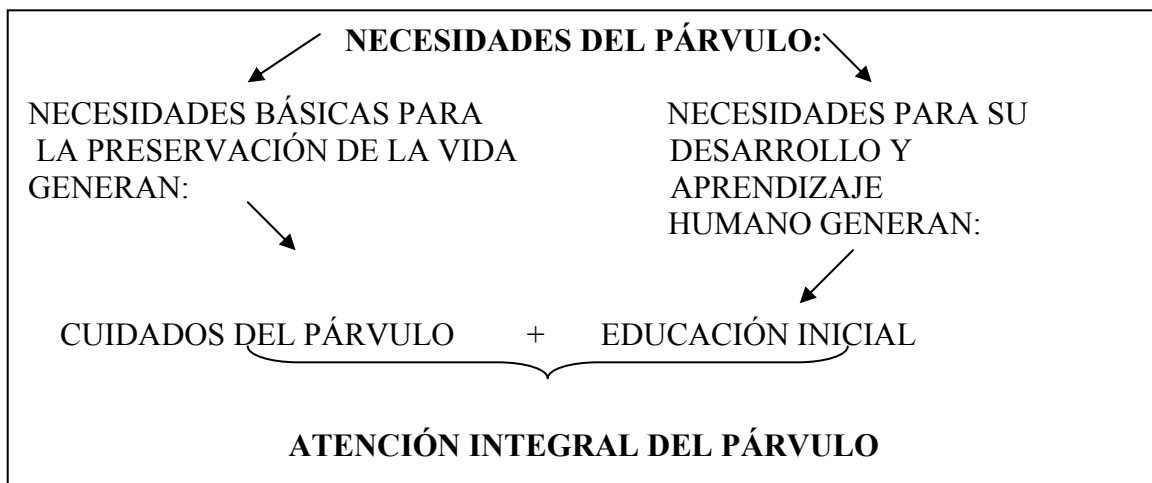 NECESIDADES DEL PÁRVULO:
NECESIDADES BÁSICAS PARA
LA PRESERVACIÓN DE LA VIDA
GENERAN:
NECESIDADES PARA SU
DESARROLLO Y
APRENDIZAJE
HUMANO GENERAN:
CUIDADOS DEL PÁRVULO + EDUCACIÓN INICIAL
ATENCIÓN INTEGRAL DEL PÁRVULO